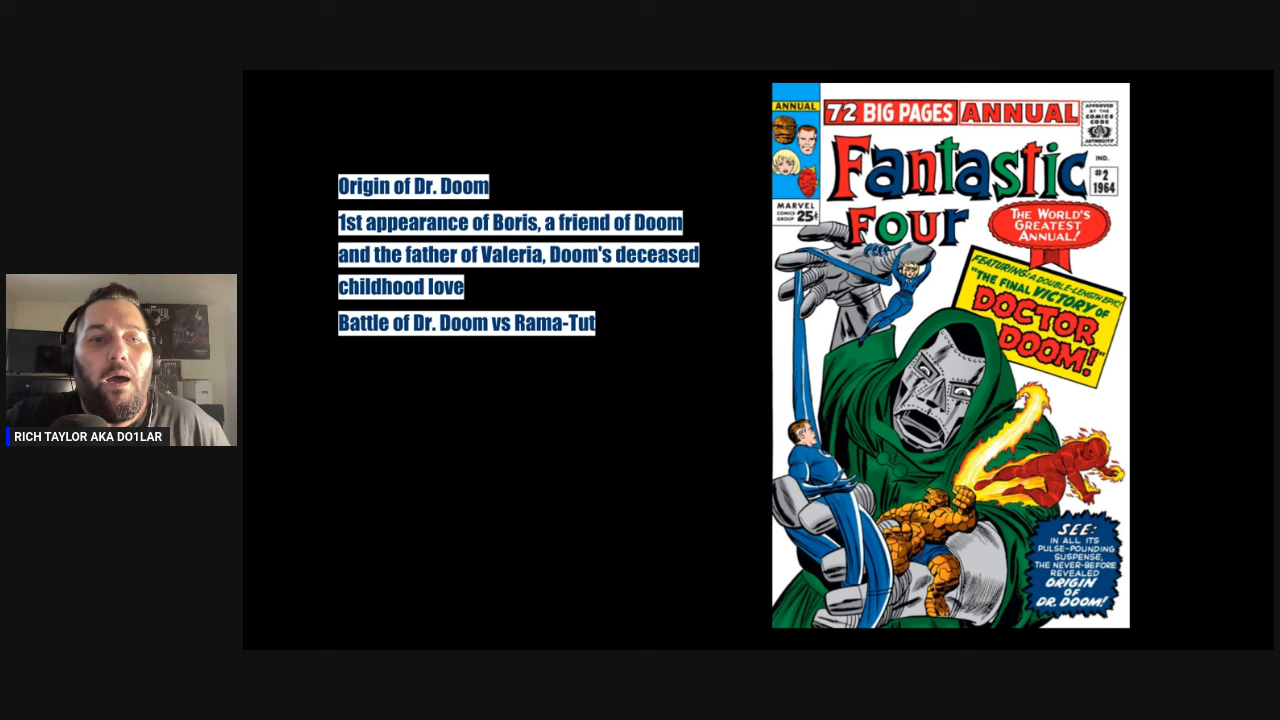 Origin of Dr. Doom
1st appearance of Boris, a friend of Doom
and the father of Valeria, Doom's deceased
childhood love
Battle of Dr. Doom vs Rama-Tut
RICH TAYLOR AKA DO1LAR
ANNUAL
72 BIG PAGES ANNUAL
APPROVED
BY THE
COMICS
CODE
AUTHORITY
MARVEL
COMICS
GROUP
25¢
IND.
#2
1964
Fantastic
Four
THE WORLD'S
GREATEST
ANNUAL!
FEATURING: A DOUBLE-LENGTH EPIC!
"THE FINAL VICTORY OF
DOCTOR
DOOM!"
SEE:
IN ALL ITS
PULSE-POUNDING
SUSPENSE,
THE NEVER-BEFORE
REVEALED
ORIGIN
OF
DR. DOOM!